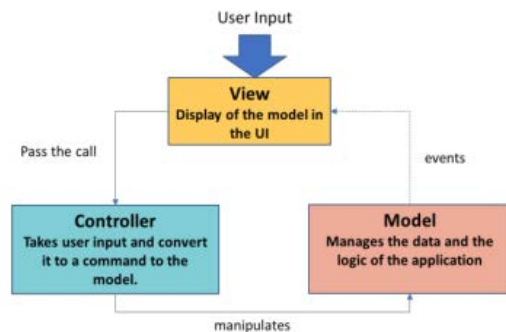 User Input
View
Display of the model in
the UI
Pass the call
events
Controller
Takes user input and convert
it to a command to the
model.
Model
Manages the data and the
logic of the application
manipulates